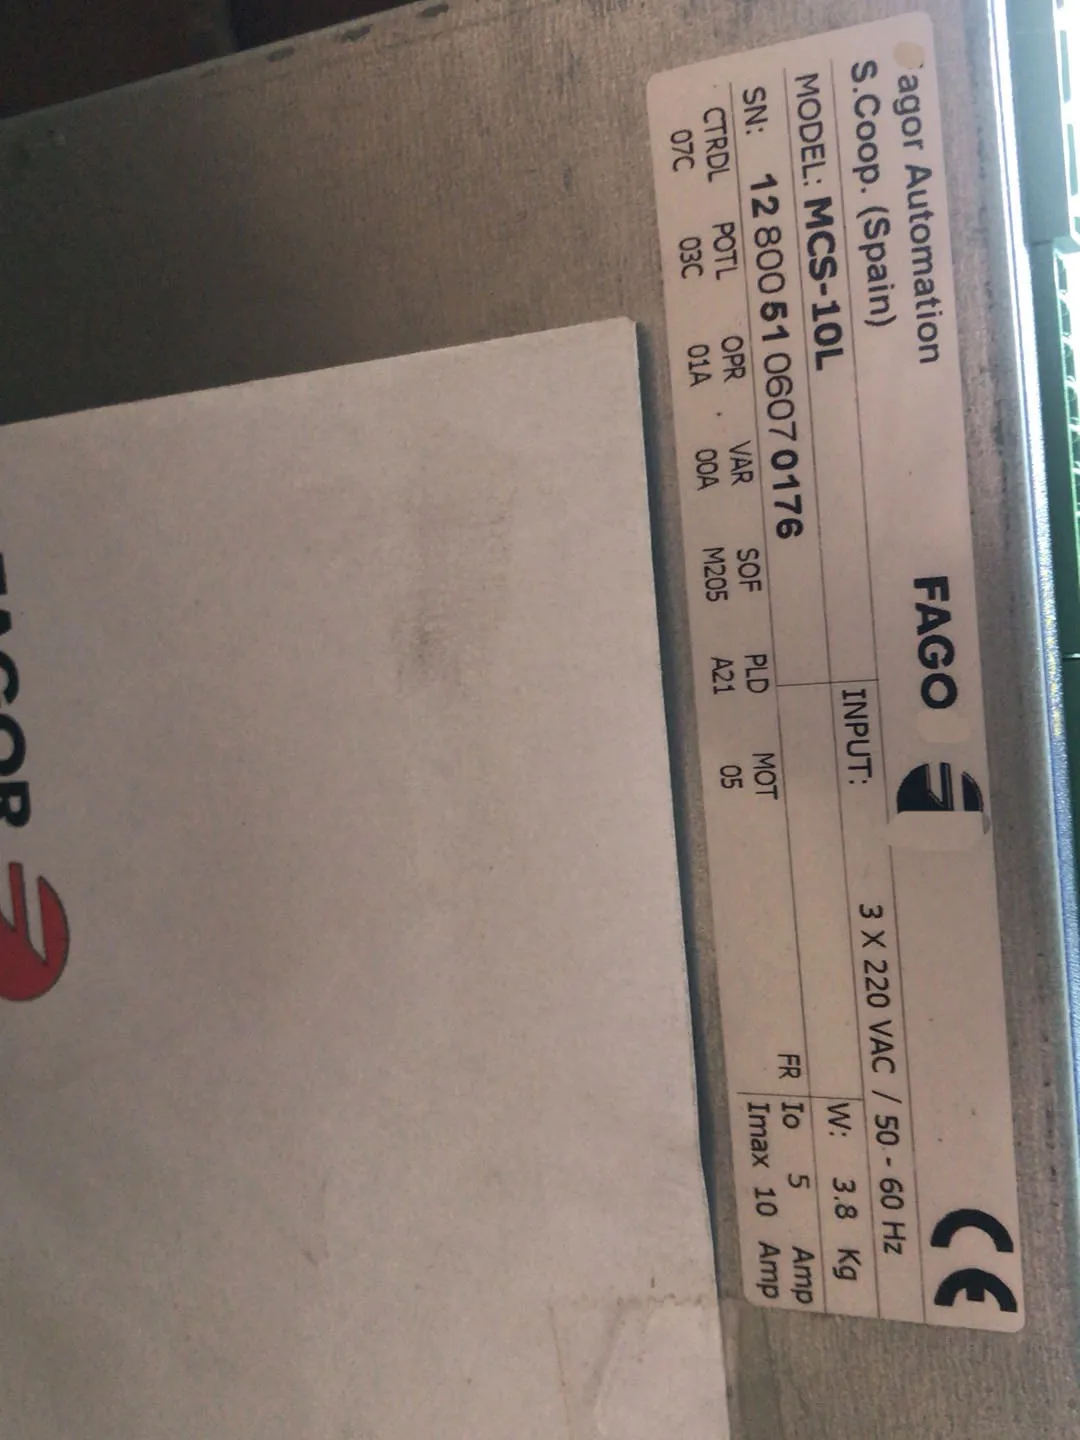 agor Automation FAGO
S.Coop. (Spain)
INPUT: 3 X 220 VAC / 50 - 60 Hz
MODEL: MCS-10L
W: 3.8 Kg
SN: 12 800 51 0607 0176
FR Io 5 Amp
Imax 10 Amp
CTRDL POTL OPR . VAR SOF PLD MOT
07C 03C 01A 00A M205 A21 05
CE
FAGOR